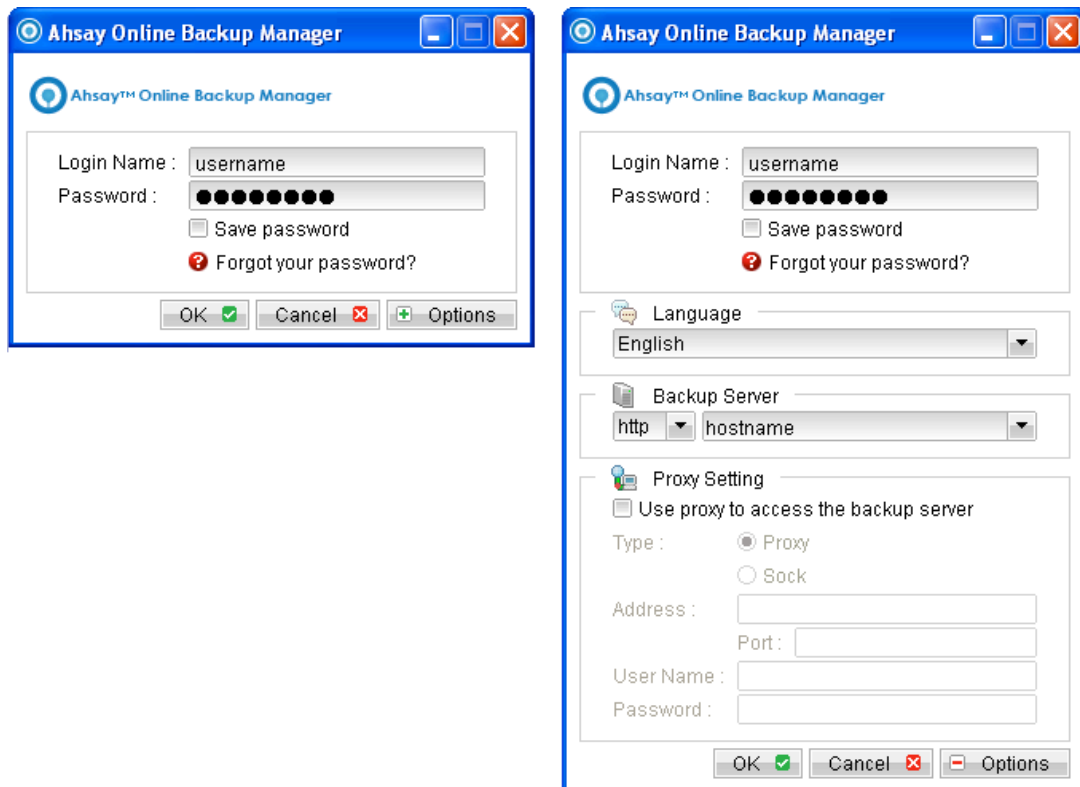 Ahsay Online Backup Manager
Ahsay™ Online Backup Manager
Login Name : username
Password : ●●●●●●●●
Save password
Forgot your password?
OK Cancel Options
Ahsay Online Backup Manager
Ahsay™ Online Backup Manager
Login Name : username
Password : ●●●●●●●●
Save password
Forgot your password?
Language
English
Backup Server
http hostname
Proxy Setting
Use proxy to access the backup server
Type : Proxy
Sock
Address :
Port :
User Name :
Password :
OK Cancel Options